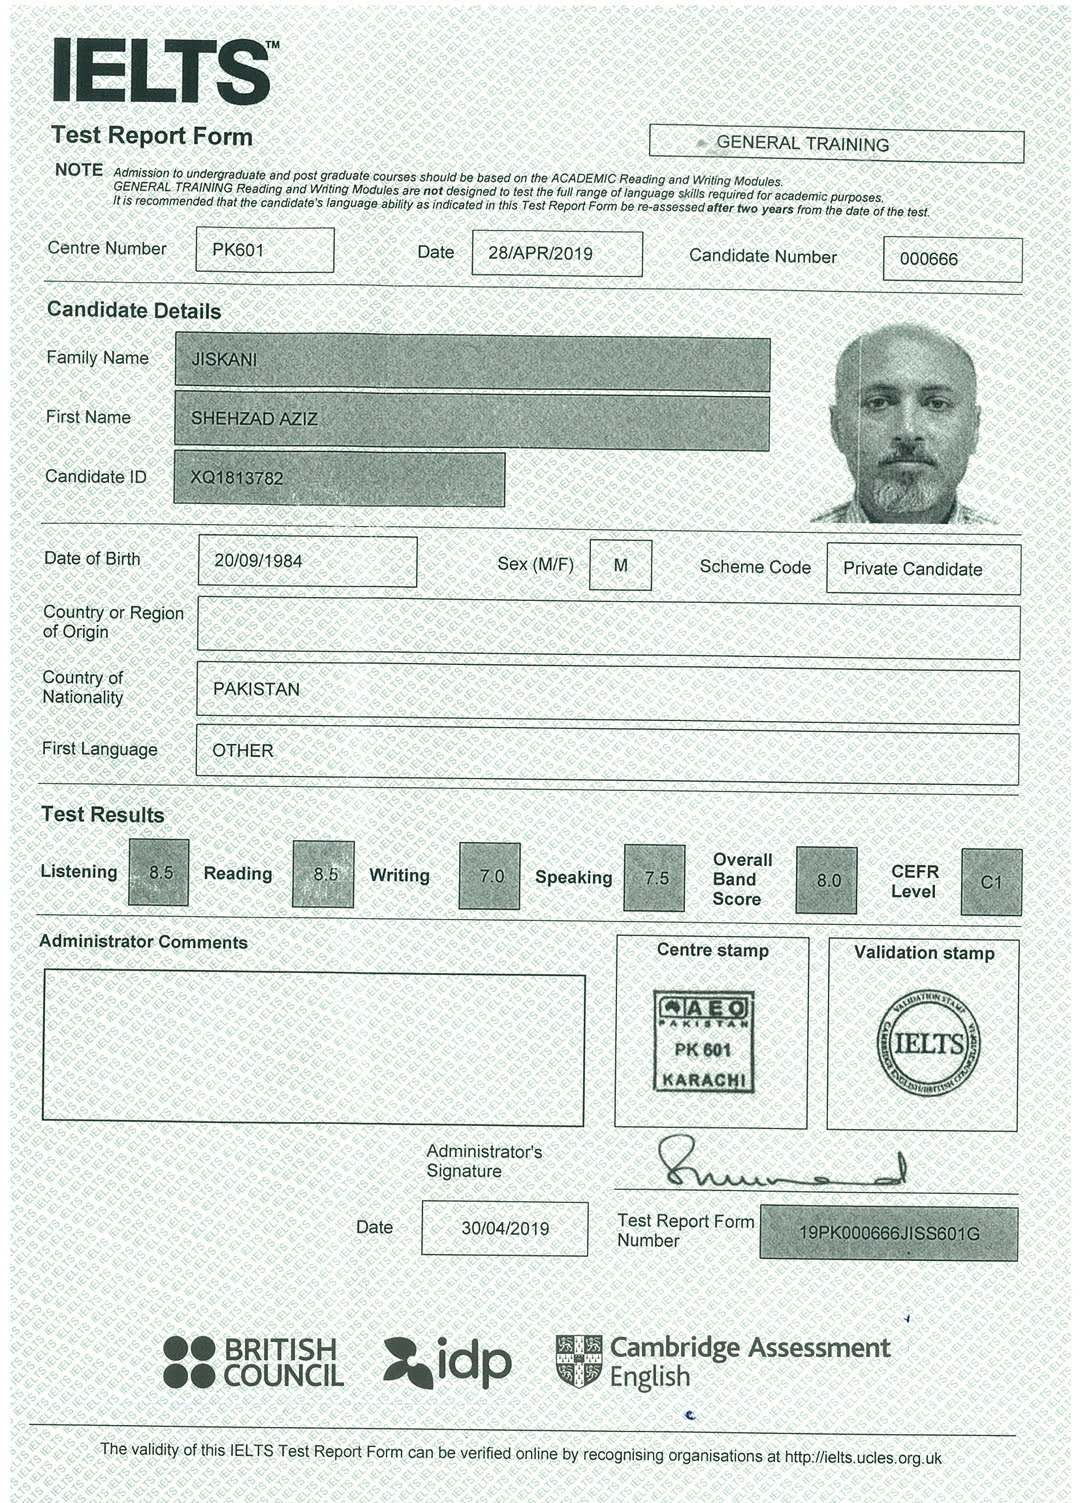 IELTS™
Test Report Form
GENERAL TRAINING
NOTE Admission to undergraduate and post graduate courses should be based on the ACADEMIC Reading and Writing Modules.
GENERAL TRAINING Reading and Writing Modules are not designed to test the full range of language skills required for academic purposes.
It is recommended that the candidate's language ability as indicated in this Test Report Form be re-assessed after two years from the date of the test.
Centre Number PK601 Date 28/APR/2019 Candidate Number 000666
Candidate Details
Family Name JISKANI
First Name SHEHZAD AZIZ
Candidate ID XQ1813782
Date of Birth 20/09/1984 Sex (M/F) M Scheme Code Private Candidate
Country or Region
of Origin
Country of
Nationality PAKISTAN
First Language OTHER
Test Results
Listening 8.5 Reading 8.5 Writing 7.0 Speaking 7.5 Overall Band Score 8.0 CEFR Level C1
Administrator Comments
Centre stamp
AEO
PAKISTAN
PK 601
KARACHI
Validation stamp
VALIDATION STAMP
IELTS
Administrator's
Signature
Date 30/04/2019
Test Report Form
Number 19PK000666JISS601G
BRITISH
COUNCIL
idp
Cambridge Assessment
English
The validity of this IELTS Test Report Form can be verified online by recognising organisations at http://ielts.ucles.org.uk